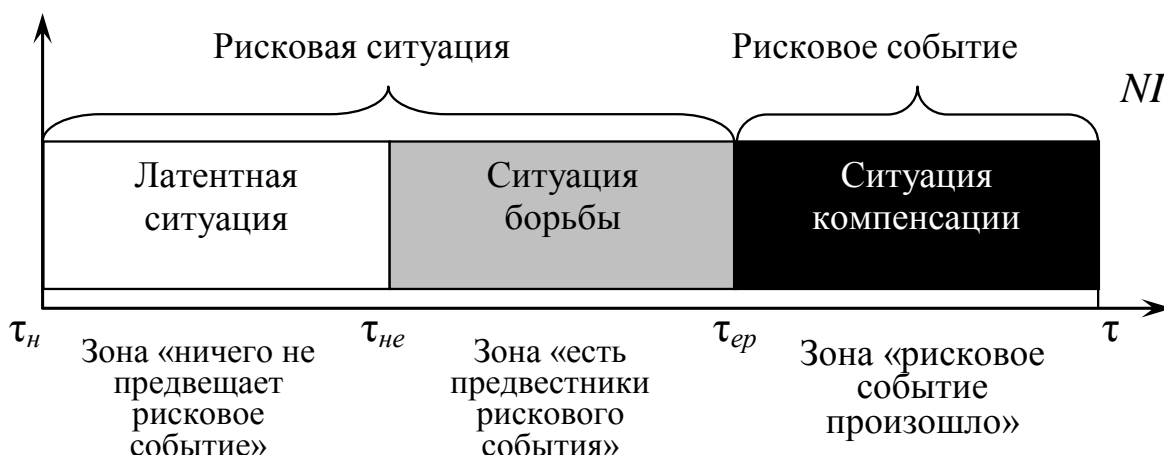 Рисковая ситуация
Рисковое событие
NI
Латентная
ситуация
Ситуация
борьбы
Ситуация
компенсации
τн
τне
τер
τ
Зона «ничего не
предвещает
рисковое
событие»
Зона «есть
предвестники
рискового
события»
Зона «рисковое
событие
произошло»